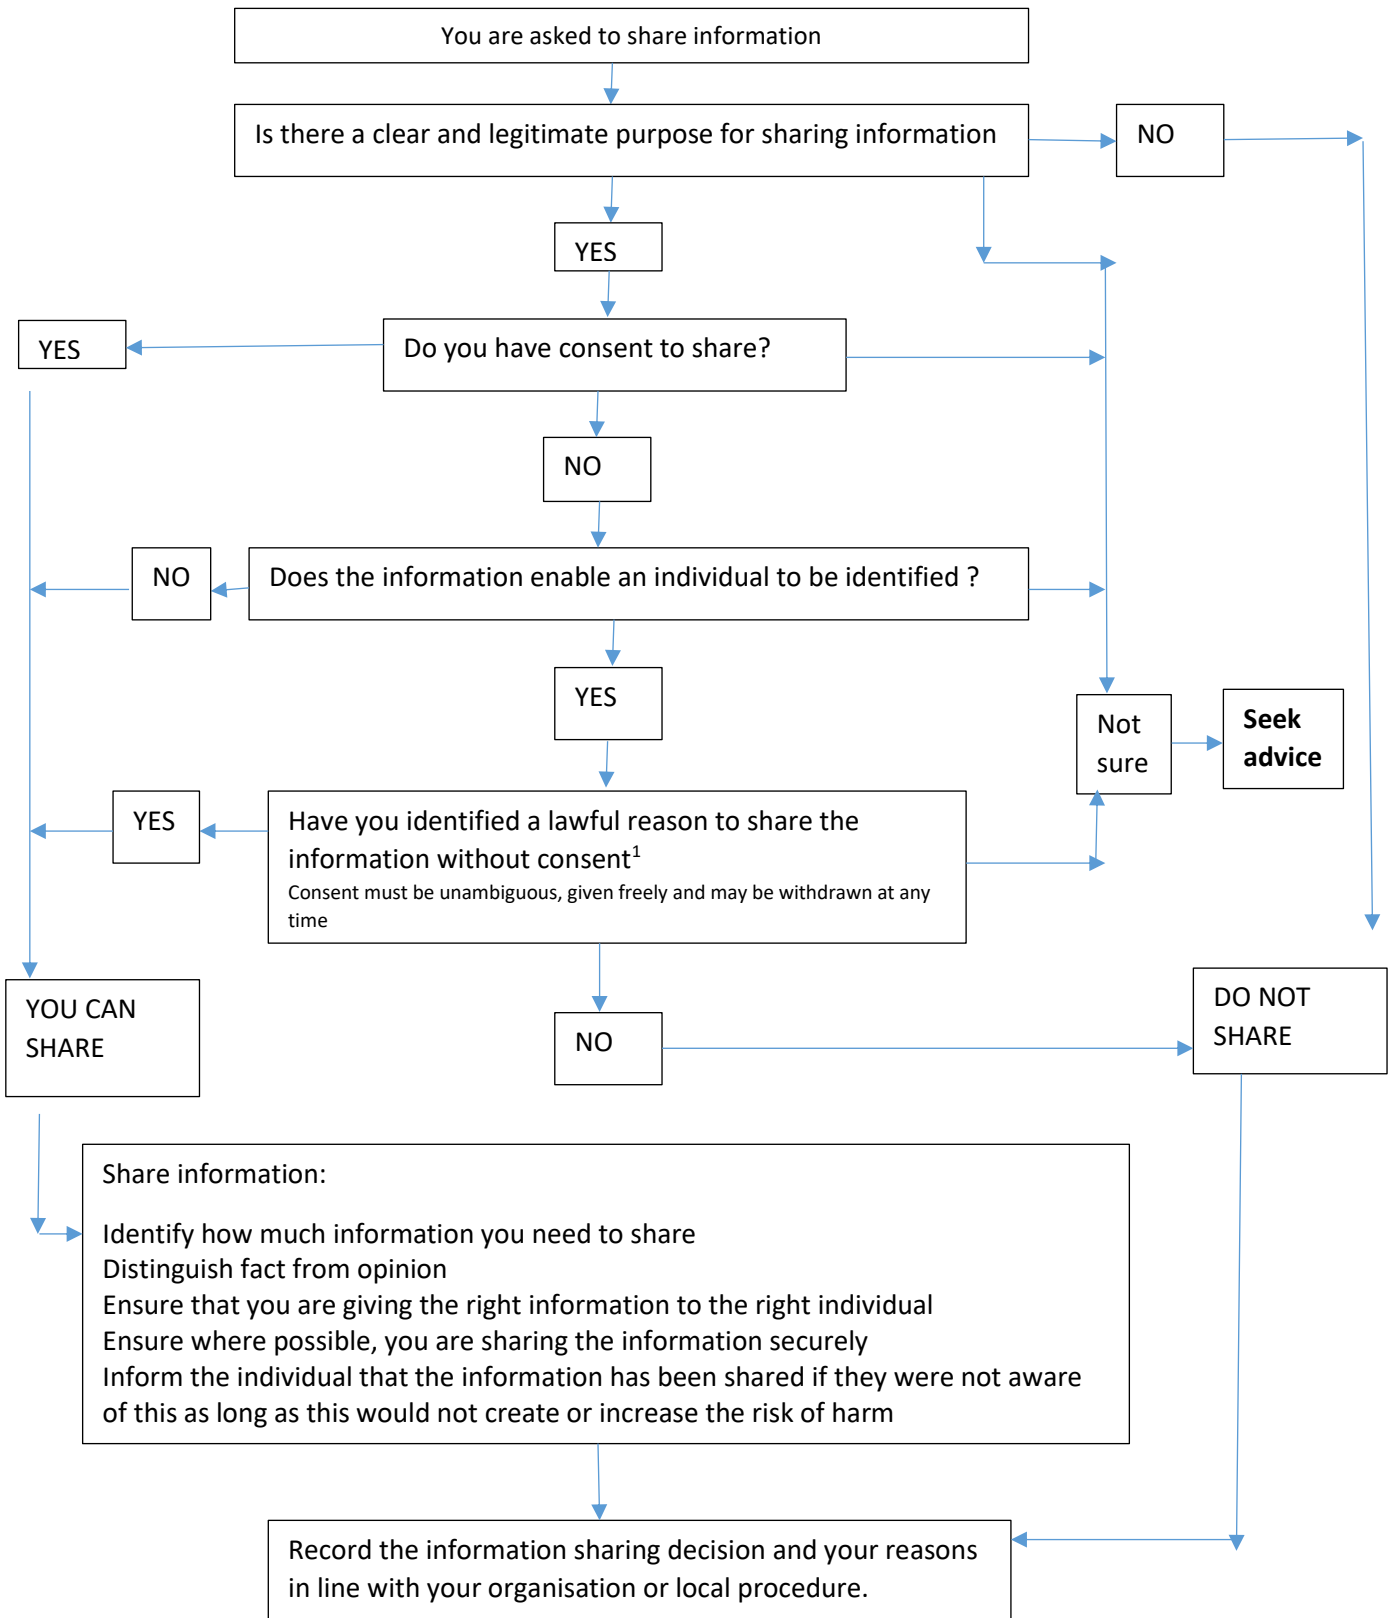 You are asked to share information
Is there a clear and legitimate purpose for sharing information
NO
YES
YES
Do you have consent to share?
NO
NO
Does the information enable an individual to be identified ?
YES
Not
sure
Seek
advice
YES
Have you identified a lawful reason to share the
information without consent1
Consent must be unambiguous, given freely and may be withdrawn at any
time
YOU CAN
SHARE
NO
DO NOT
SHARE
Share information:
Identify how much information you need to share
Distinguish fact from opinion
Ensure that you are giving the right information to the right individual
Ensure where possible, you are sharing the information securely
Inform the individual that the information has been shared if they were not aware
of this as long as this would not create or increase the risk of harm
Record the information sharing decision and your reasons
in line with your organisation or local procedure.